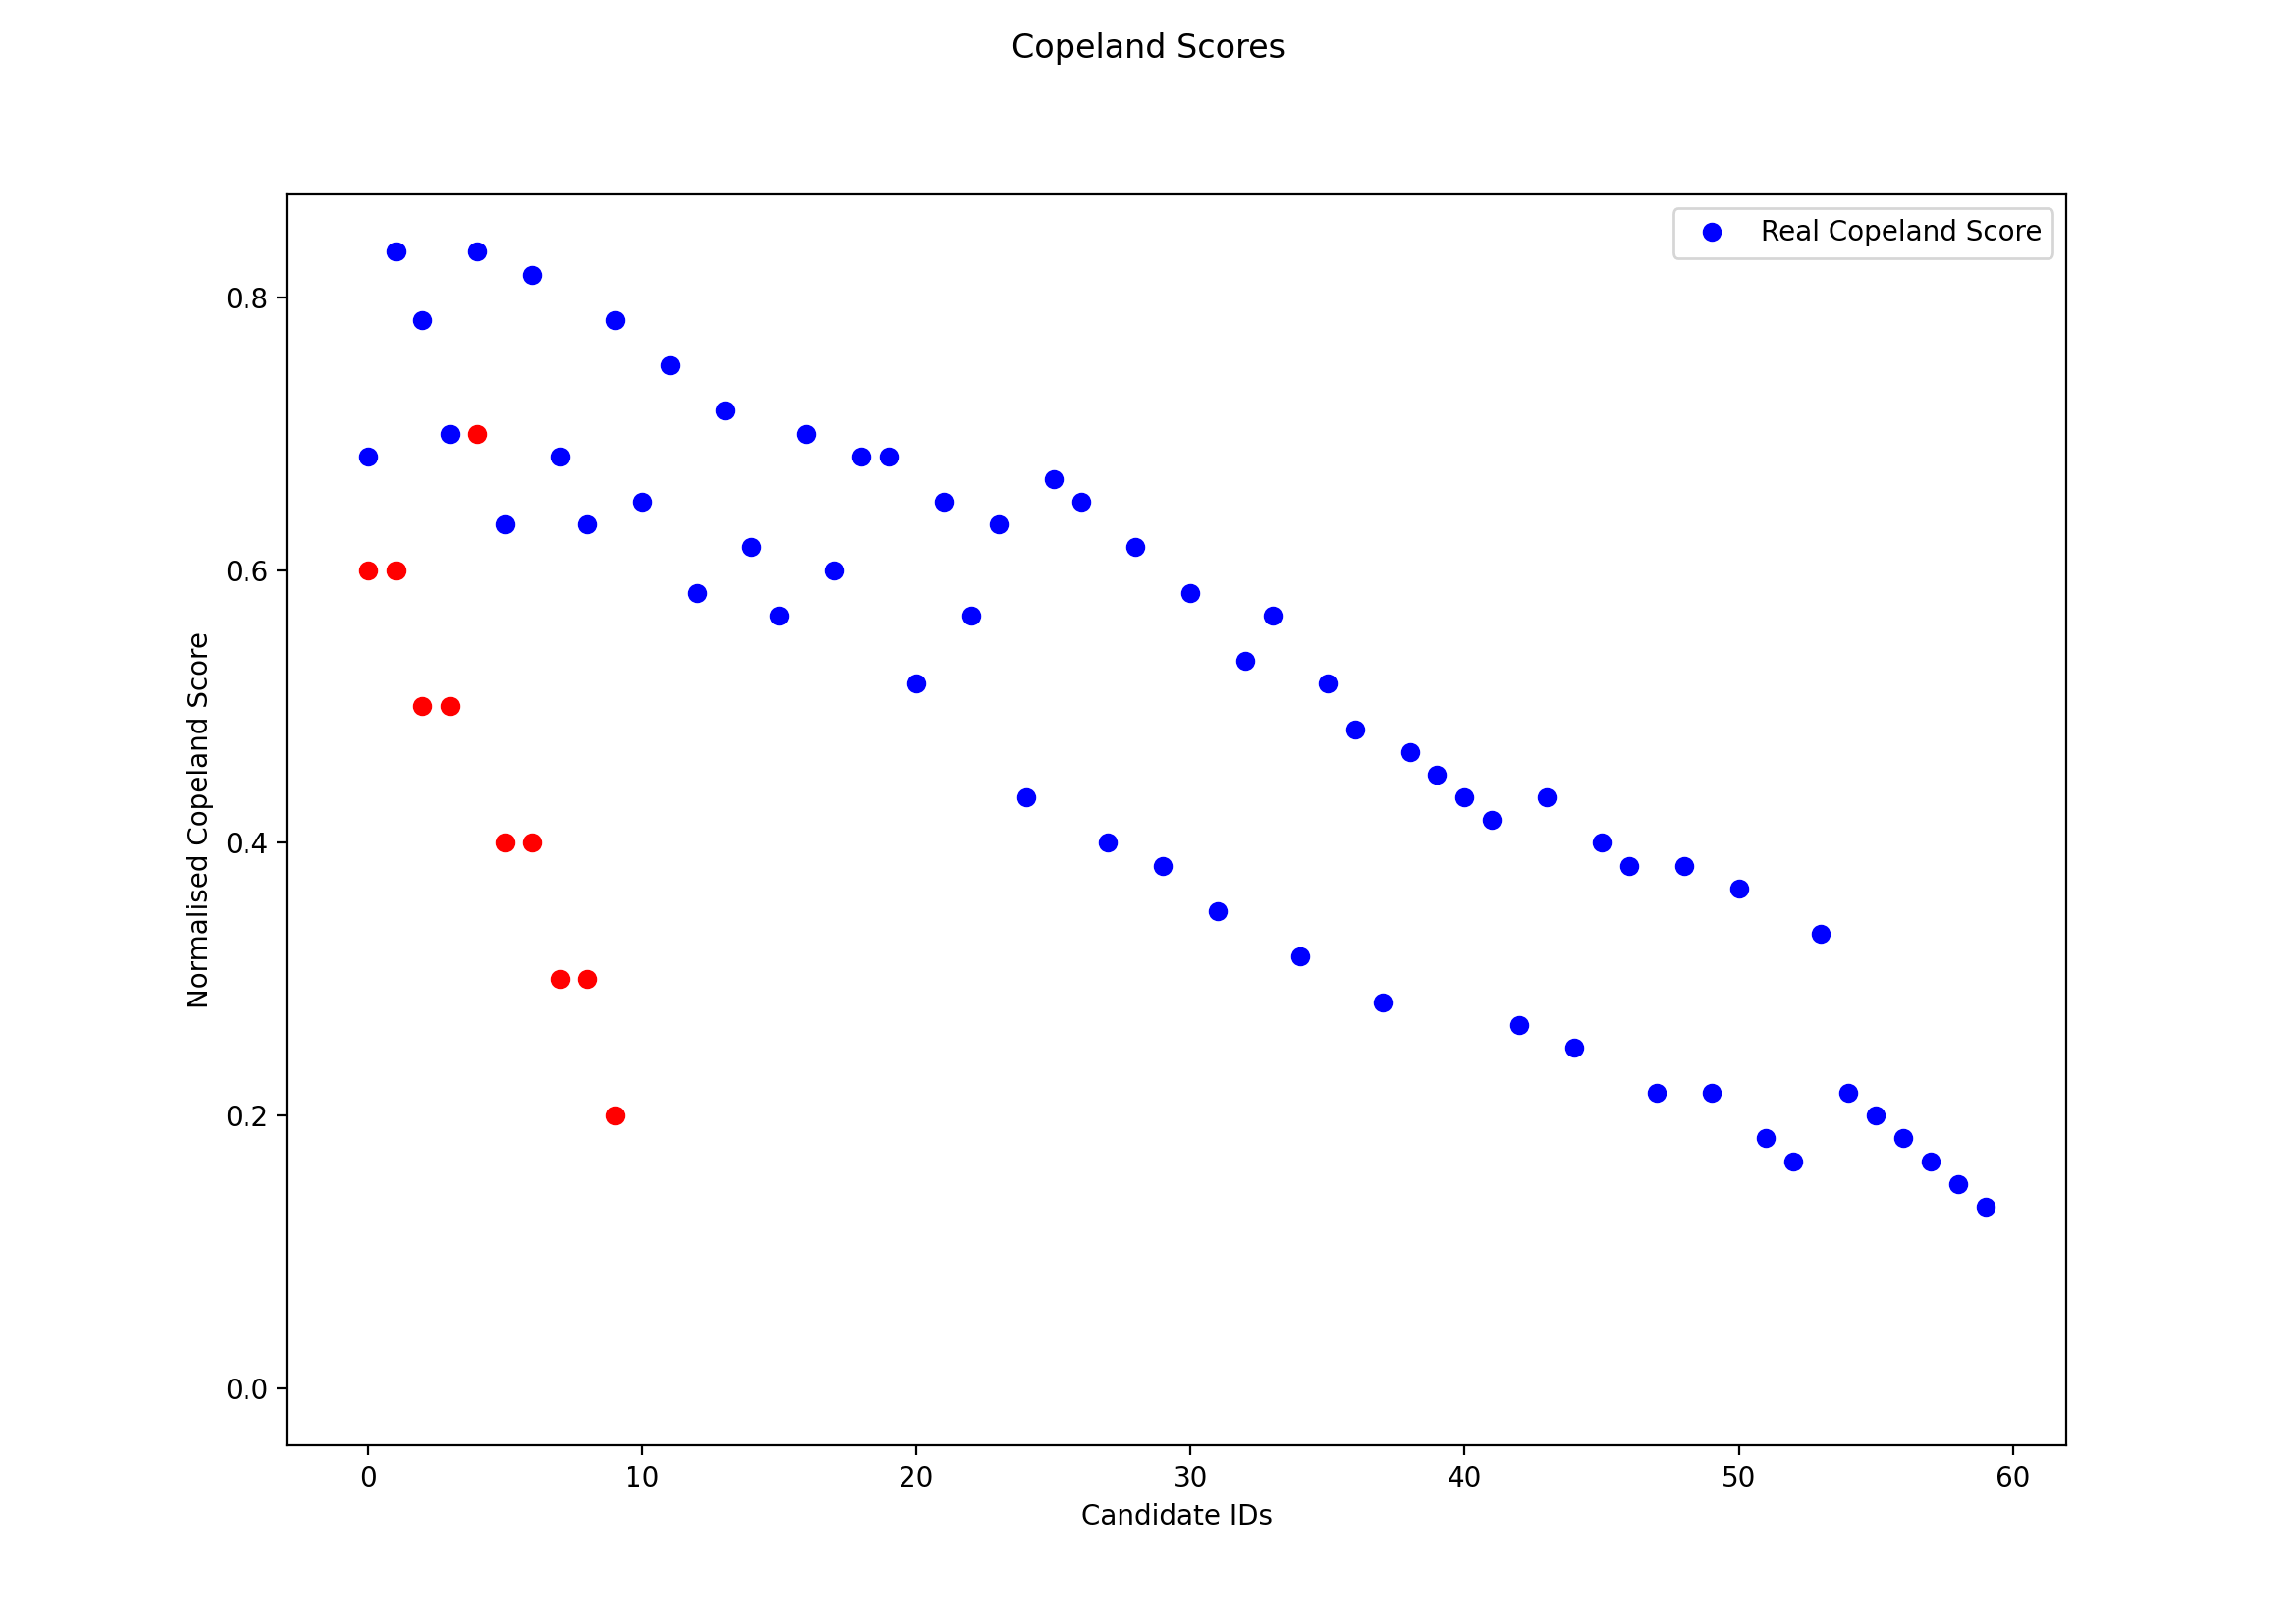 Copeland Scores
Real Copeland Score
Normalised Copeland Score
0.8
0.6
0.4
0.2
0.0
0 10 20 30 40 50 60
Candidate IDs